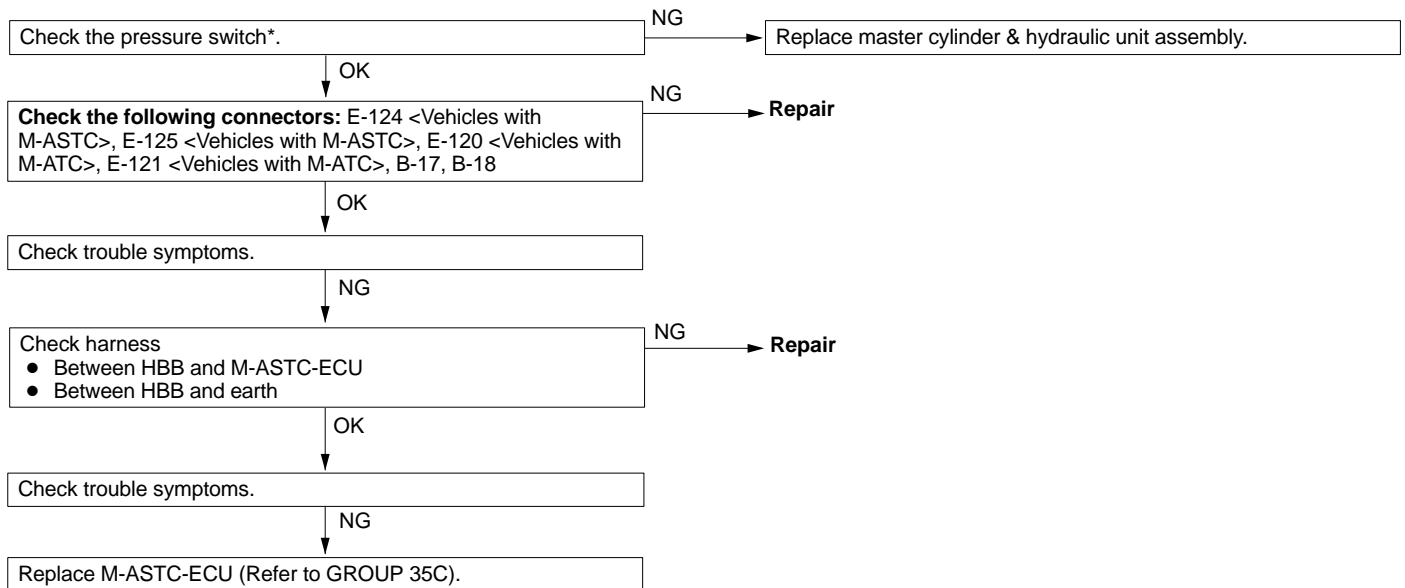 NG
Check the pressure switch*.
Replace master cylinder & hydraulic unit assembly.
OK
NG
Check the following connectors: E-124 <Vehicles with
M-ASTC>, E-125 <Vehicles with M-ASTC>, E-120 <Vehicles with
M-ATC>, E-121 <Vehicles with M-ATC>, B-17, B-18
Repair
OK
Check trouble symptoms.
NG
NG
Check harness
● Between HBB and M-ASTC-ECU
● Between HBB and earth
Repair
OK
Check trouble symptoms.
NG
Replace M-ASTC-ECU (Refer to GROUP 35C).